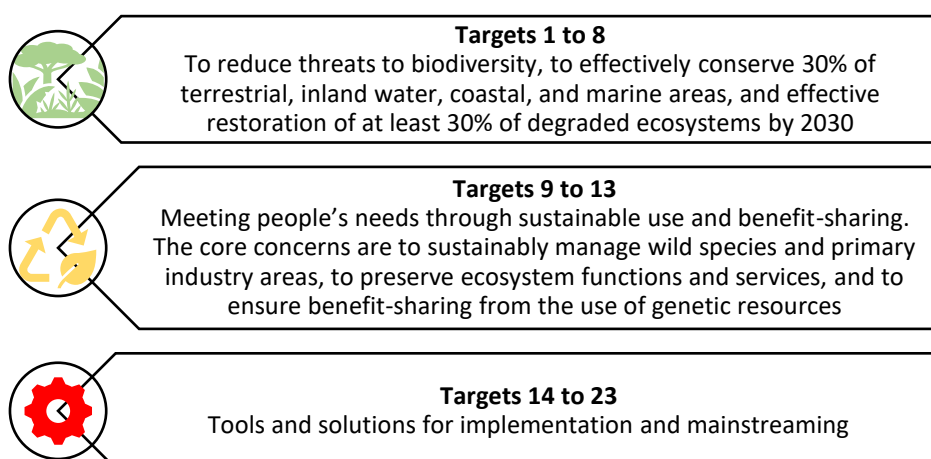 Targets 1 to 8
To reduce threats to biodiversity, to effectively conserve 30% of
terrestrial, inland water, coastal, and marine areas, and effective
restoration of at least 30% of degraded ecosystems by 2030
Targets 9 to 13
Meeting people’s needs through sustainable use and benefit-sharing.
The core concerns are to sustainably manage wild species and primary
industry areas, to preserve ecosystem functions and services, and to
ensure benefit-sharing from the use of genetic resources
Targets 14 to 23
Tools and solutions for implementation and mainstreaming